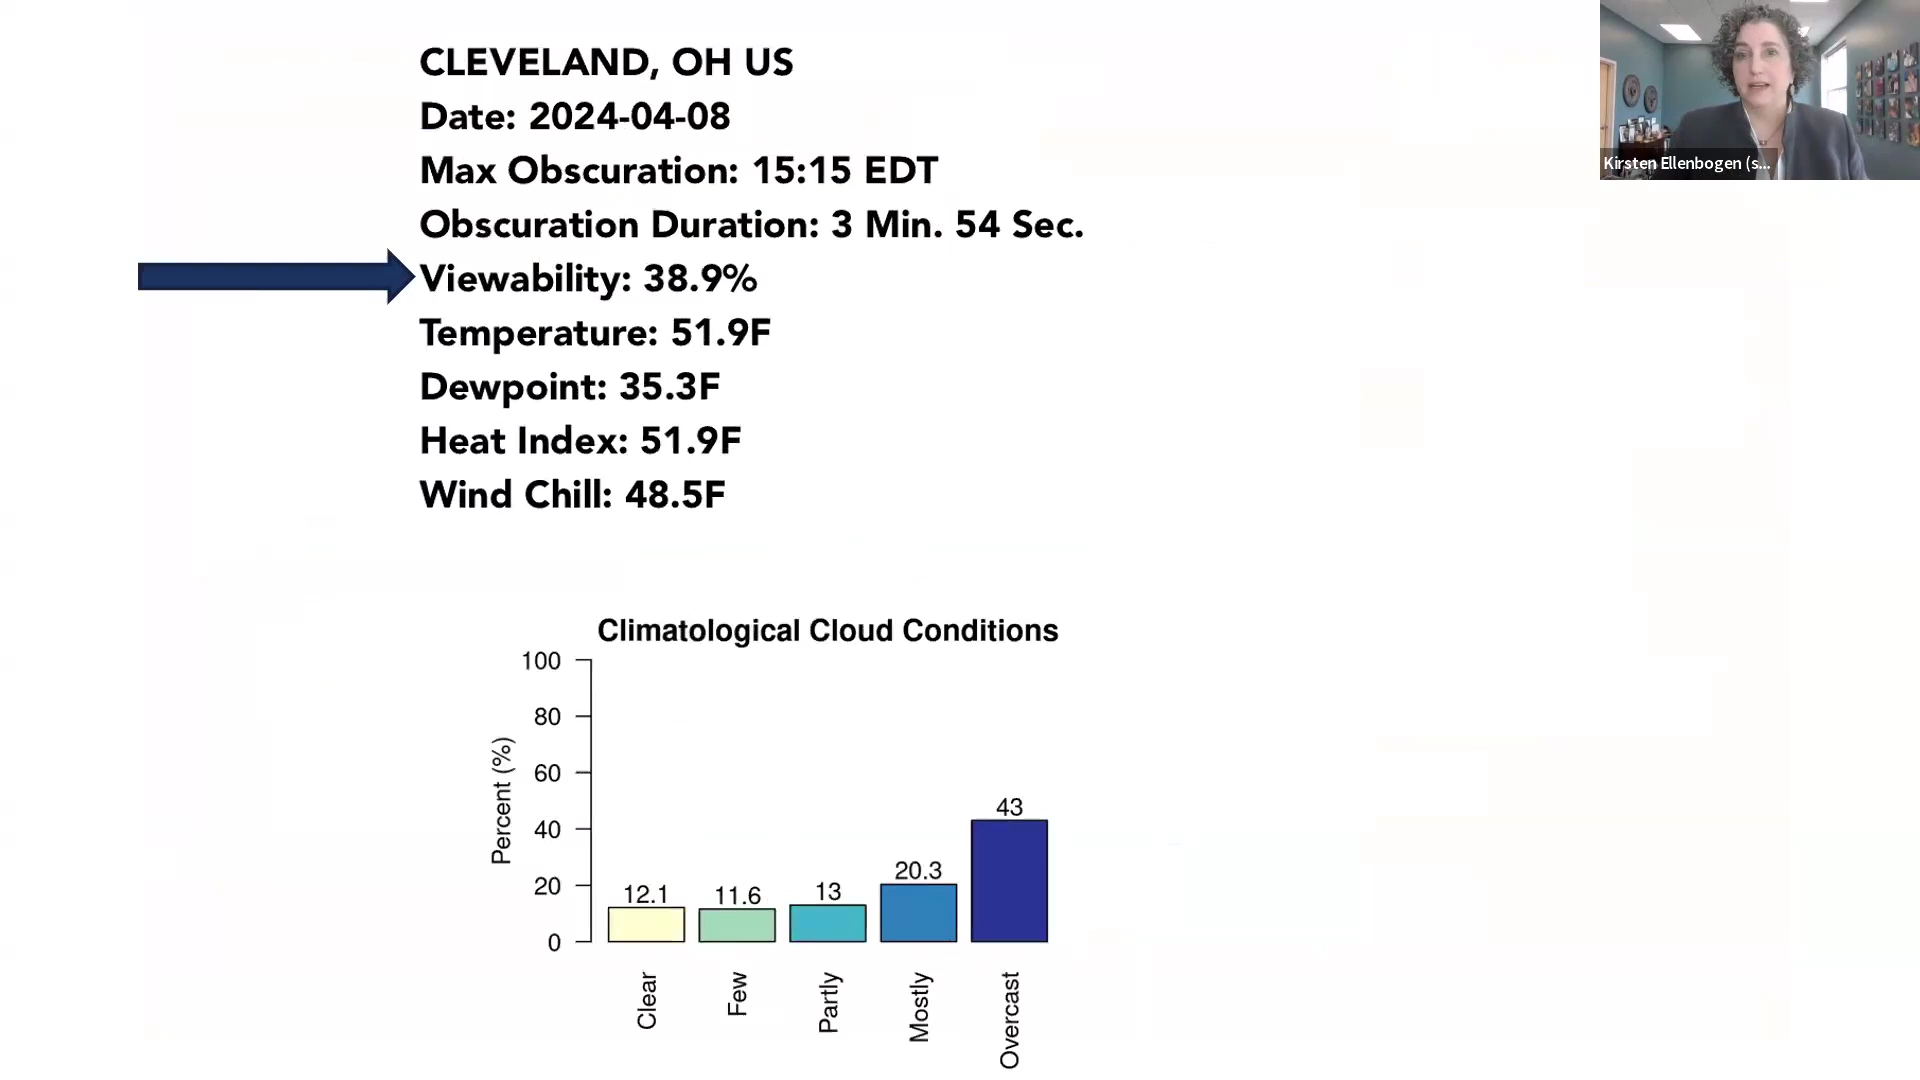 CLEVELAND, OH US
Date: 2024-04-08
Max Obscuration: 15:15 EDT
Obscuration Duration: 3 Min. 54 Sec.
Viewability: 38.9%
Temperature: 51.9F
Dewpoint: 35.3F
Heat Index: 51.9F
Wind Chill: 48.5F
Kirsten Ellenbogen (s...
Climatological Cloud Conditions
Percent (%)
100
80
60
40
20
0
12.1
11.6
13
20.3
43
Clear
Few
Partly
Mostly
Overcast